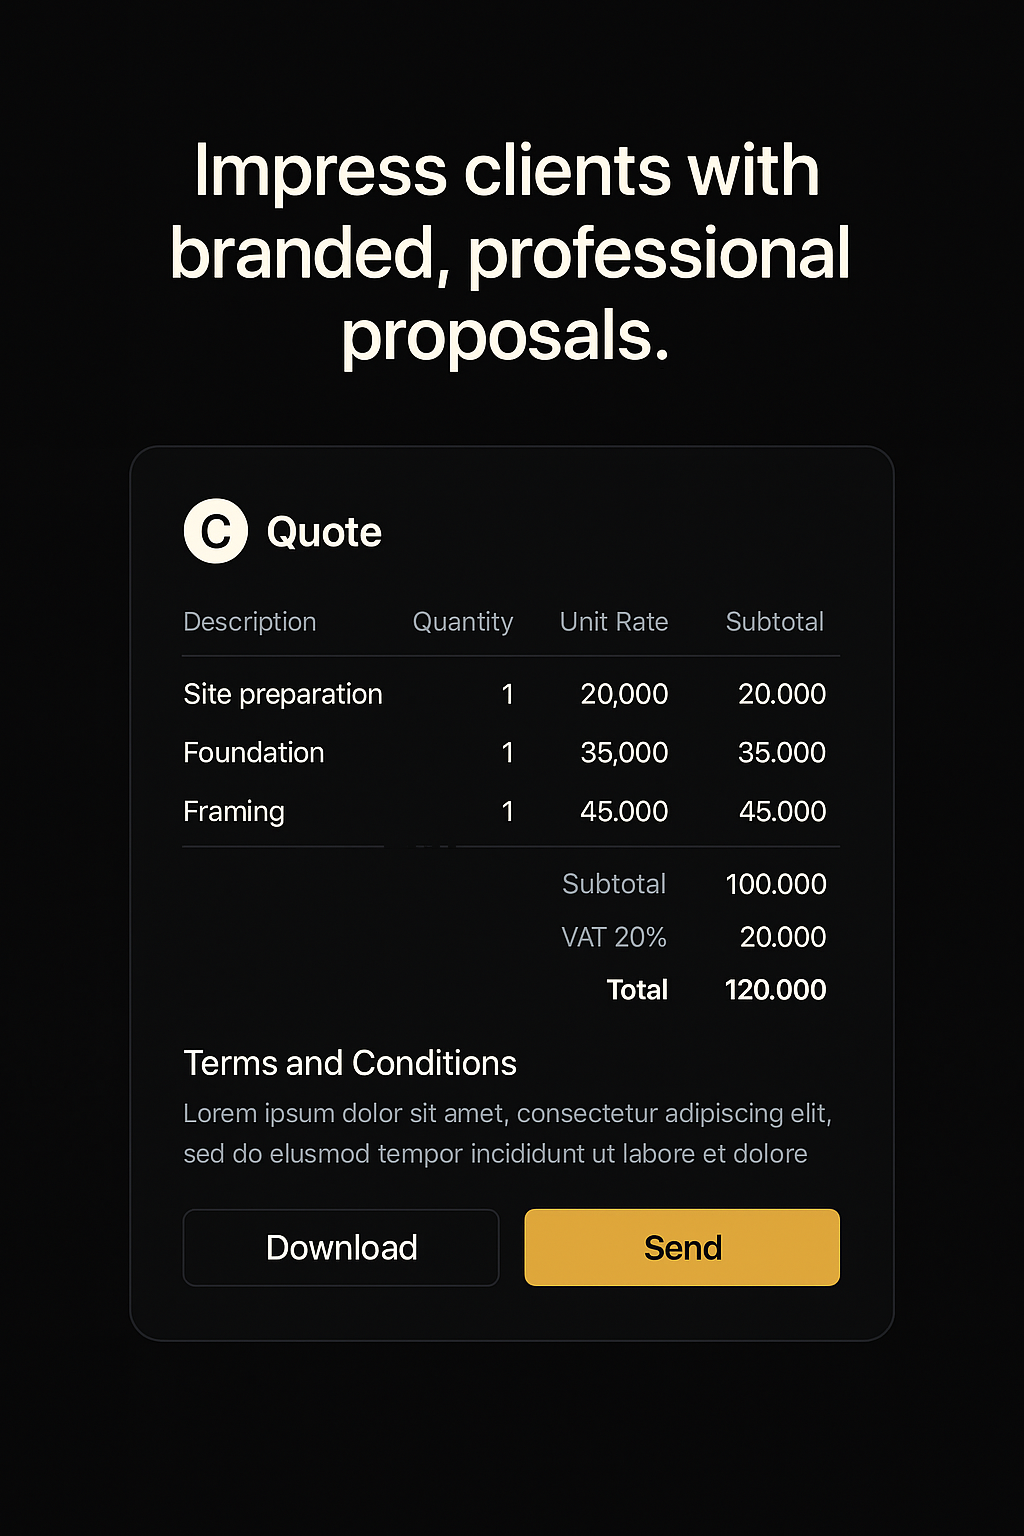 Impress clients with
branded, professional
proposals.
C Quote
Description Quantity Unit Rate Subtotal
Site preparation 1 20,000 20.000
Foundation 1 35,000 35.000
Framing 1 45.000 45.000
Subtotal 100.000
VAT 20% 20.000
Total 120.000
Terms and Conditions
Lorem ipsum dolor sit amet, consectetur adipiscing elit,
sed do elusmod tempor incididunt ut labore et dolore
Download Send